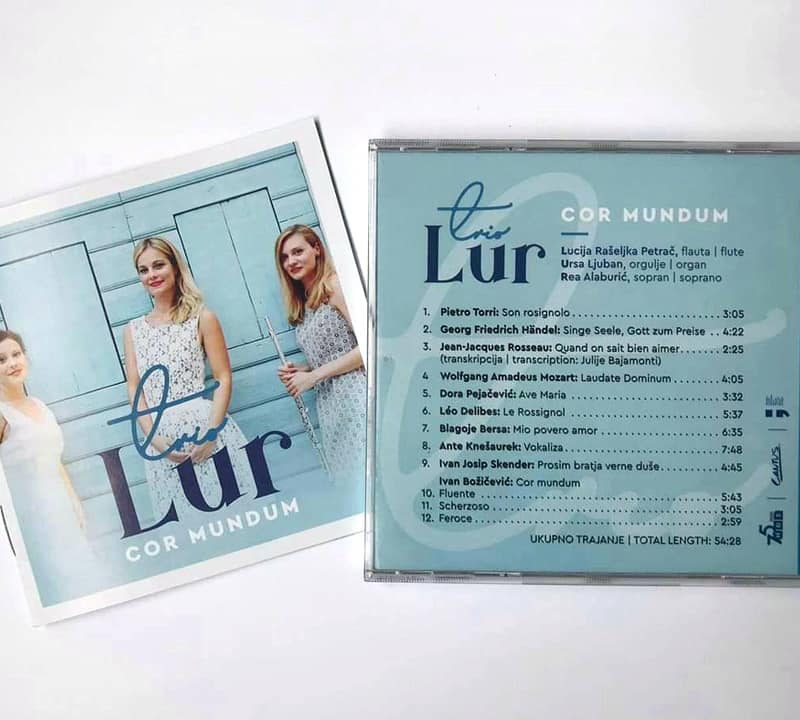 trio
Lur
COR MUNDUM
trio
Lur
COR MUNDUM
Lucija Rašeljka Petrač, flauta | flute
Ursa Ljuban, orgulje | organ
Rea Alaburić, sopran | soprano
1. Pietro Torri: Son rosignolo 3:05
2. Georg Friedrich Händel: Singe Seele, Gott zum Preise 4:22
3. Jean-Jacques Rosseau: Quand on sait bien aimer 2:25
(transkripcija | transcription: Julije Bajamonti)
4 Wolfgang Amadeus Mozart: Laudate Dominum 4:05
5. Dora Pejačević: Ave Maria 3:32
6. Léo Delibes: Le Rossignol 5:37
7. Blagoje Bersa: Mio povero amor 6:35
8. Ante Knešaurek: Vokaliza 7:48
9. Ivan Josip Skender: Prosim bratja verne duše 4:45
Ivan Božičević: Cor mundum
10. Fluente 5:43
11. Scherzoso 3:05
12. Feroce 2:59
UKUPNO TRAJANJE | TOTAL LENGTH: 54:28
CANTUS
75